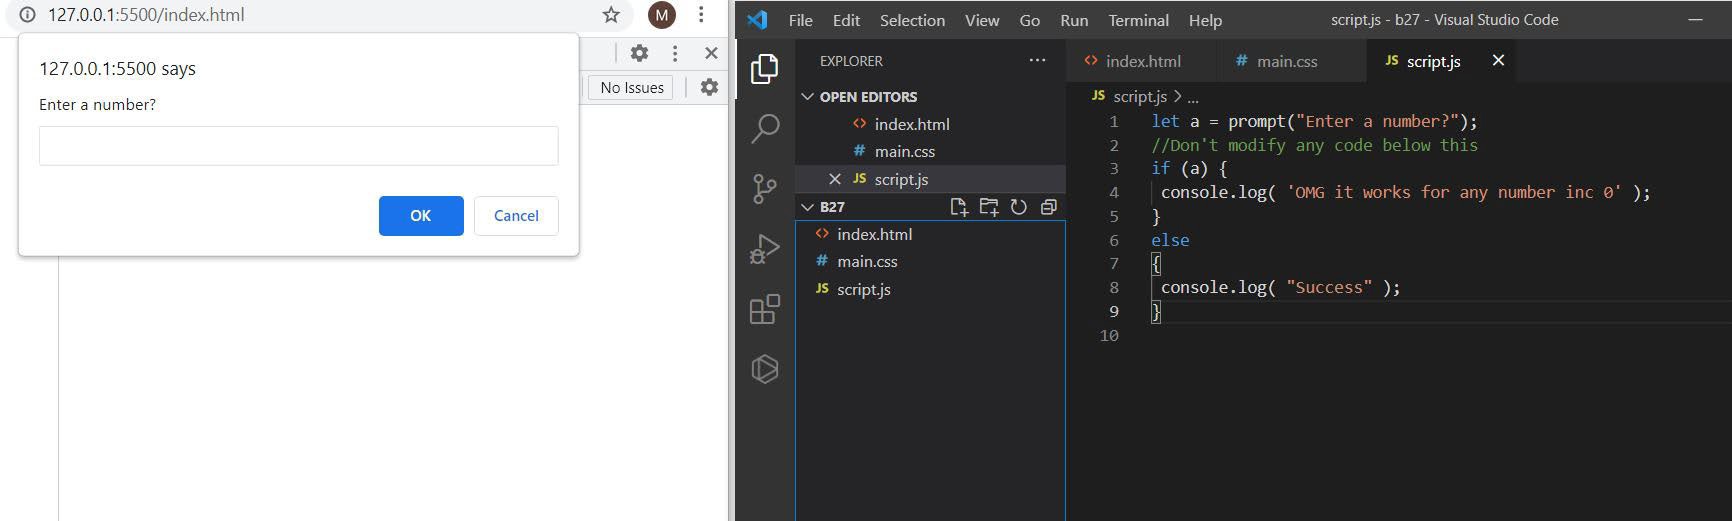 127.0.0.1:5500/index.html
M
127.0.0.1:5500 says
Enter a number?
OK
Cancel
No Issues
File Edit Selection View Go Run Terminal Help
script.js - b27 - Visual Studio Code
EXPLORER
OPEN EDITORS
<> index.html
# main.css
JS script.js
B27
<> index.html
# main.css
JS script.js
<> index.html # main.css JS script.js
JS script.js > ...
1 let a = prompt("Enter a number?");
2 //Don't modify any code below this
3 if (a) {
4 console.log( 'OMG it works for any number inc 0' );
5 }
6 else
7 {
8 console.log( "Success" );
9 }
10